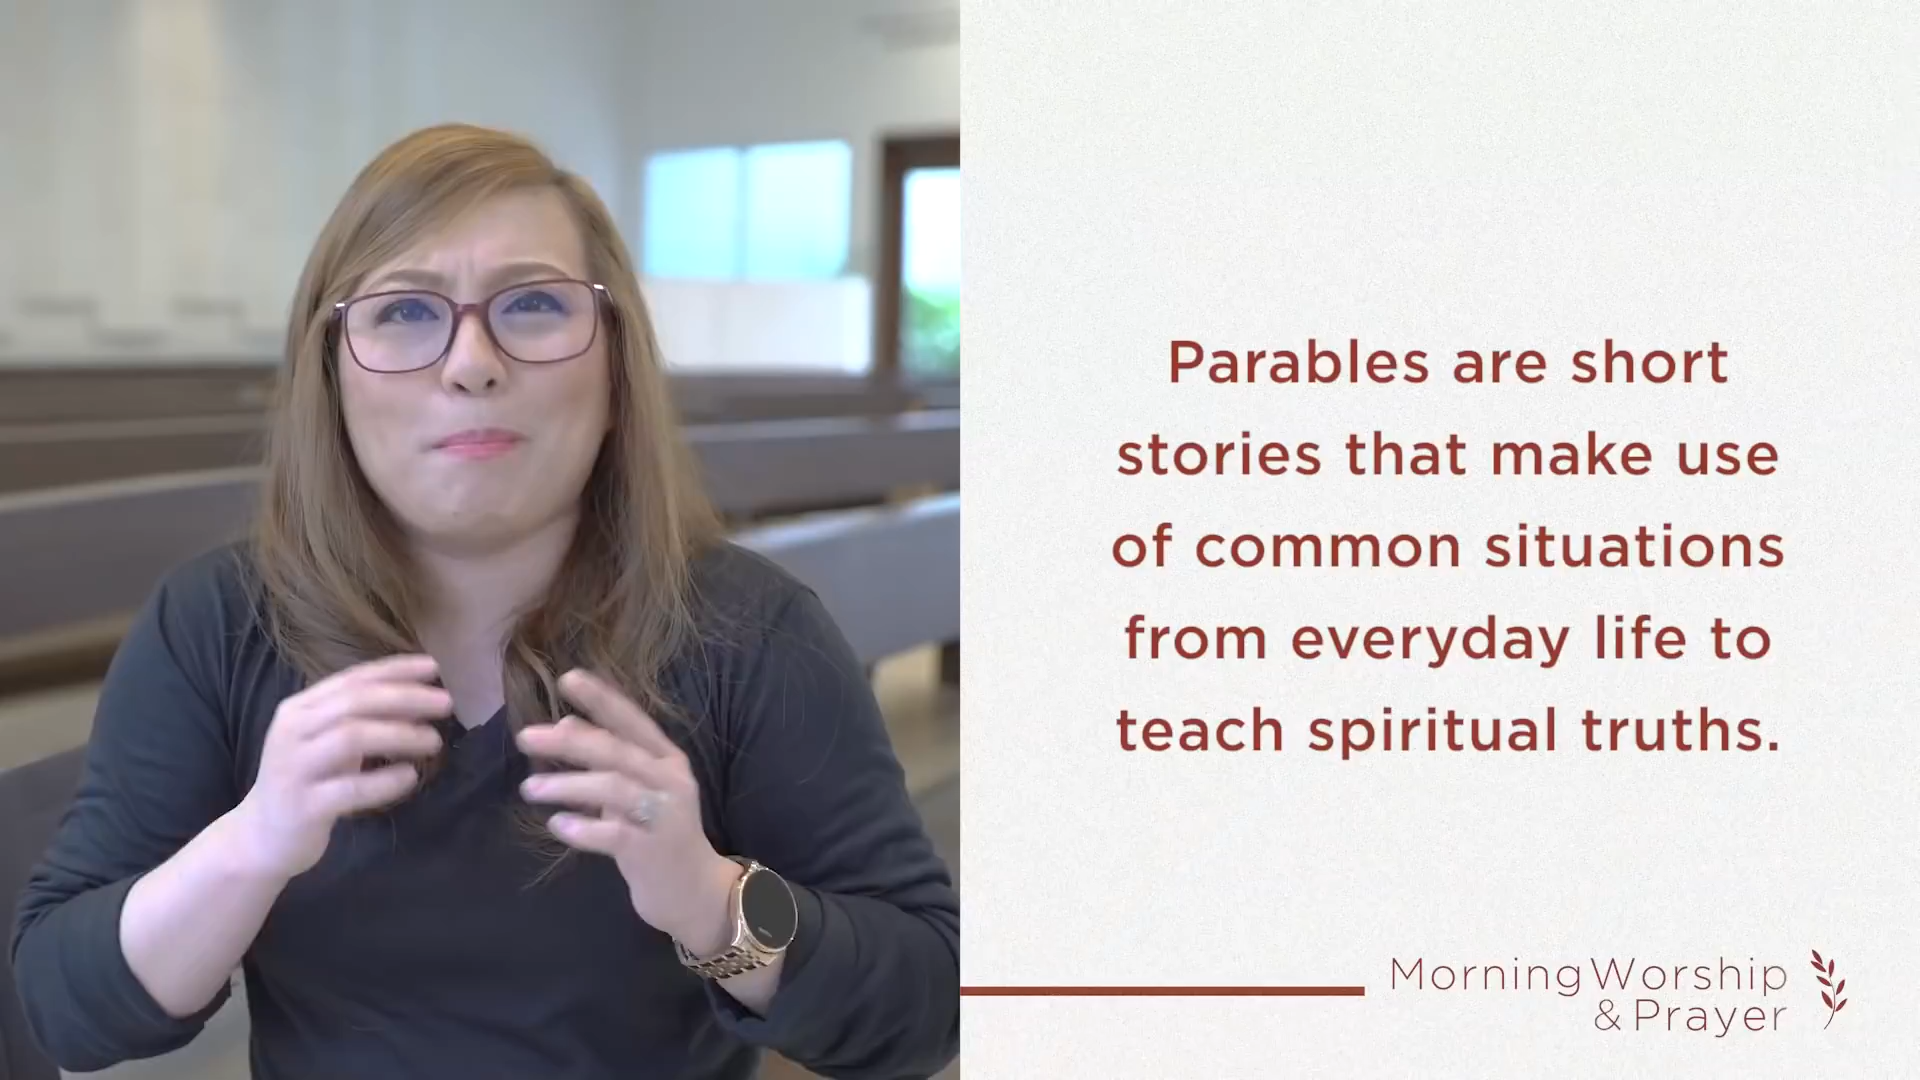 Parables are short
stories that make use
of common situations
from everyday life to
teach spiritual truths.
Morning Worship
& Prayer